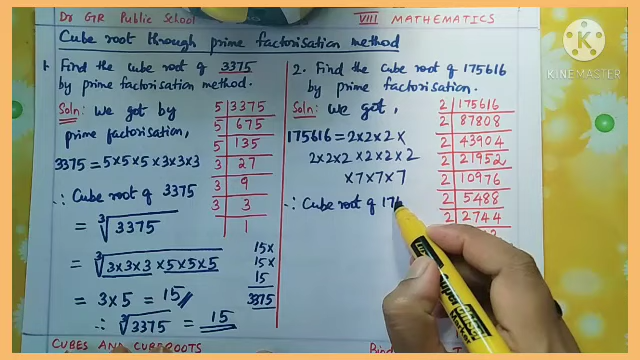 Dr GR Public School
VIII MATHEMATICS
KINEMASTER
Cube root through prime factorisation method
1. Find the cube root of 3375
by prime factorisation method.
Soln: We got by
prime factorisation,
3375 = 5×5×5×3×3×3
∴ Cube root of 3375
= ∛3375
= ∛3×3×3×5×5×5
= 3×5 = 15
∴ ∛3375 = 15
5 3375
5 675
5 135
3 27
3 9
3 3
1
15×
15×
15
3375
2. Find the cube root of 175616
by prime factorisation.
Soln: We got,
175616 = 2×2×2×
2×2×2×2×2×2
×7×7×7
∴ Cube root of 17
2 175616
2 87808
2 43904
2 21952
2 10976
2 5488
2 2744
CUBES AND CUBEROOTS